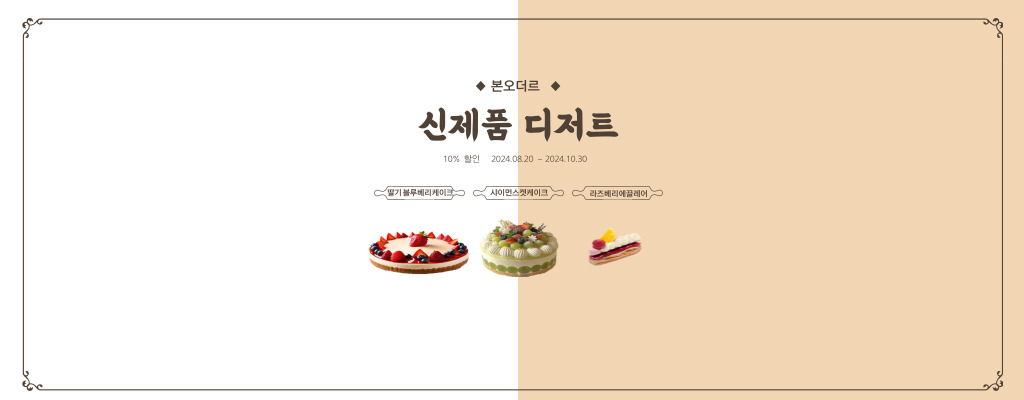 본오더르
신제품 디저트
10% 할인 2024.08.20 ~ 2024.10.30
딸기블루베리케이크 샤이먼스캣케이크 라즈베리에끌레어